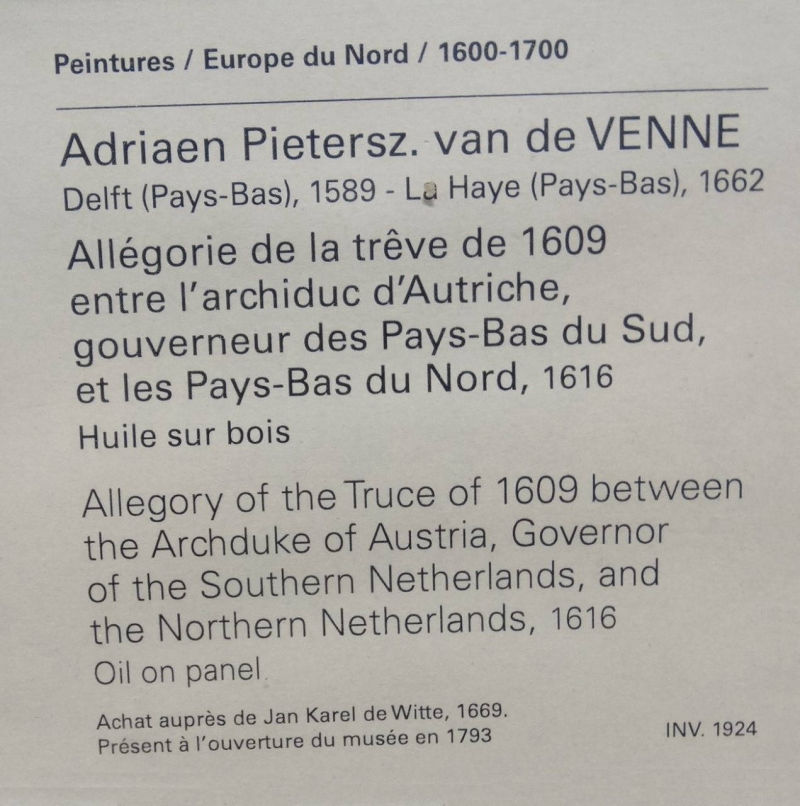 Peintures / Europe du Nord / 1600-1700
Adriaen Pietersz. van de VENNE
Delft (Pays-Bas), 1589 - La Haye (Pays-Bas), 1662
Allégorie de la trêve de 1609
entre l'archiduc d'Autriche,
gouverneur des Pays-Bas du Sud,
et les Pays-Bas du Nord, 1616
Huile sur bois
Allegory of the Truce of 1609 between
the Archduke of Austria, Governor
of the Southern Netherlands, and
the Northern Netherlands, 1616
Oil on panel
Achat auprès de Jan Karel de Witte, 1669.
Présent à l'ouverture du musée en 1793
INV. 1924